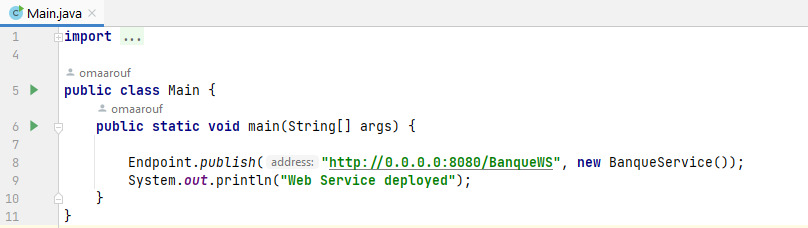 Main.java
1 import ...
4
omaarouf
5 public class Main {
omaarouf
6 public static void main(String[] args) {
7
8 Endpoint.publish( address: "http://0.0.0.0:8080/BanqueWS", new BanqueService());
9 System.out.println("Web Service deployed");
10 }
11 }